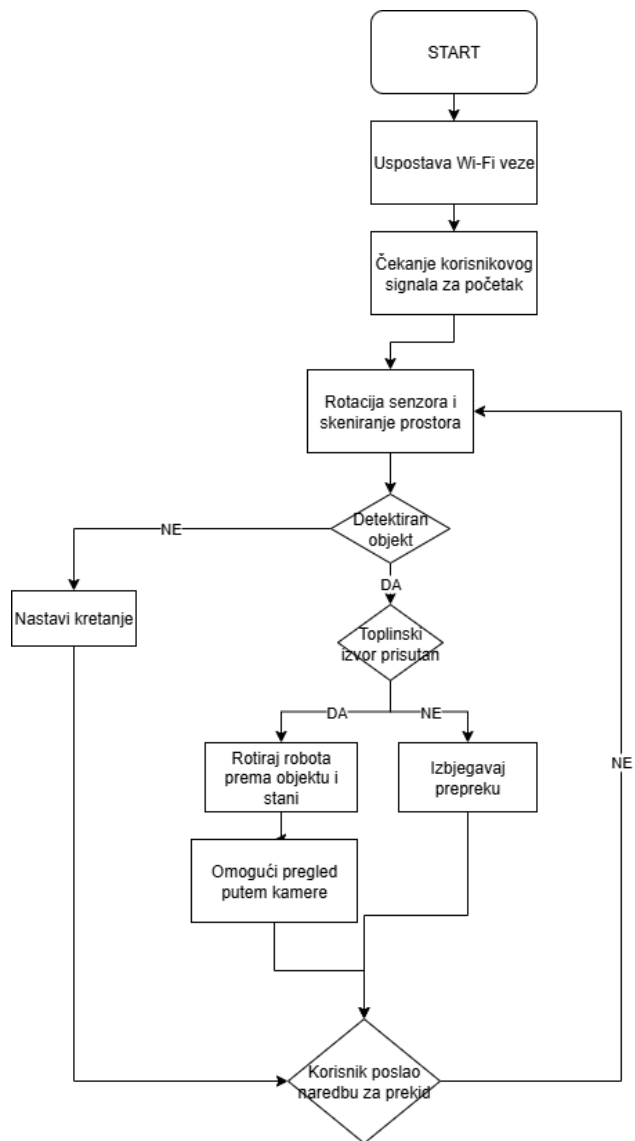 START
Uspostava Wi-Fi veze
Čekanje korisnikovog
signala za početak
Rotacija senzora i
skeniranje prostora
Detektiran
objekt
NE
DA
Nastavi kretanje
Toplinski
izvor prisutan
DA
NE
Rotiraj robota
prema objektu i
stani
Izbjegavaj
prepreku
NE
Omogući pregled
putem kamere
Korisnik poslao
naredbu za prekid